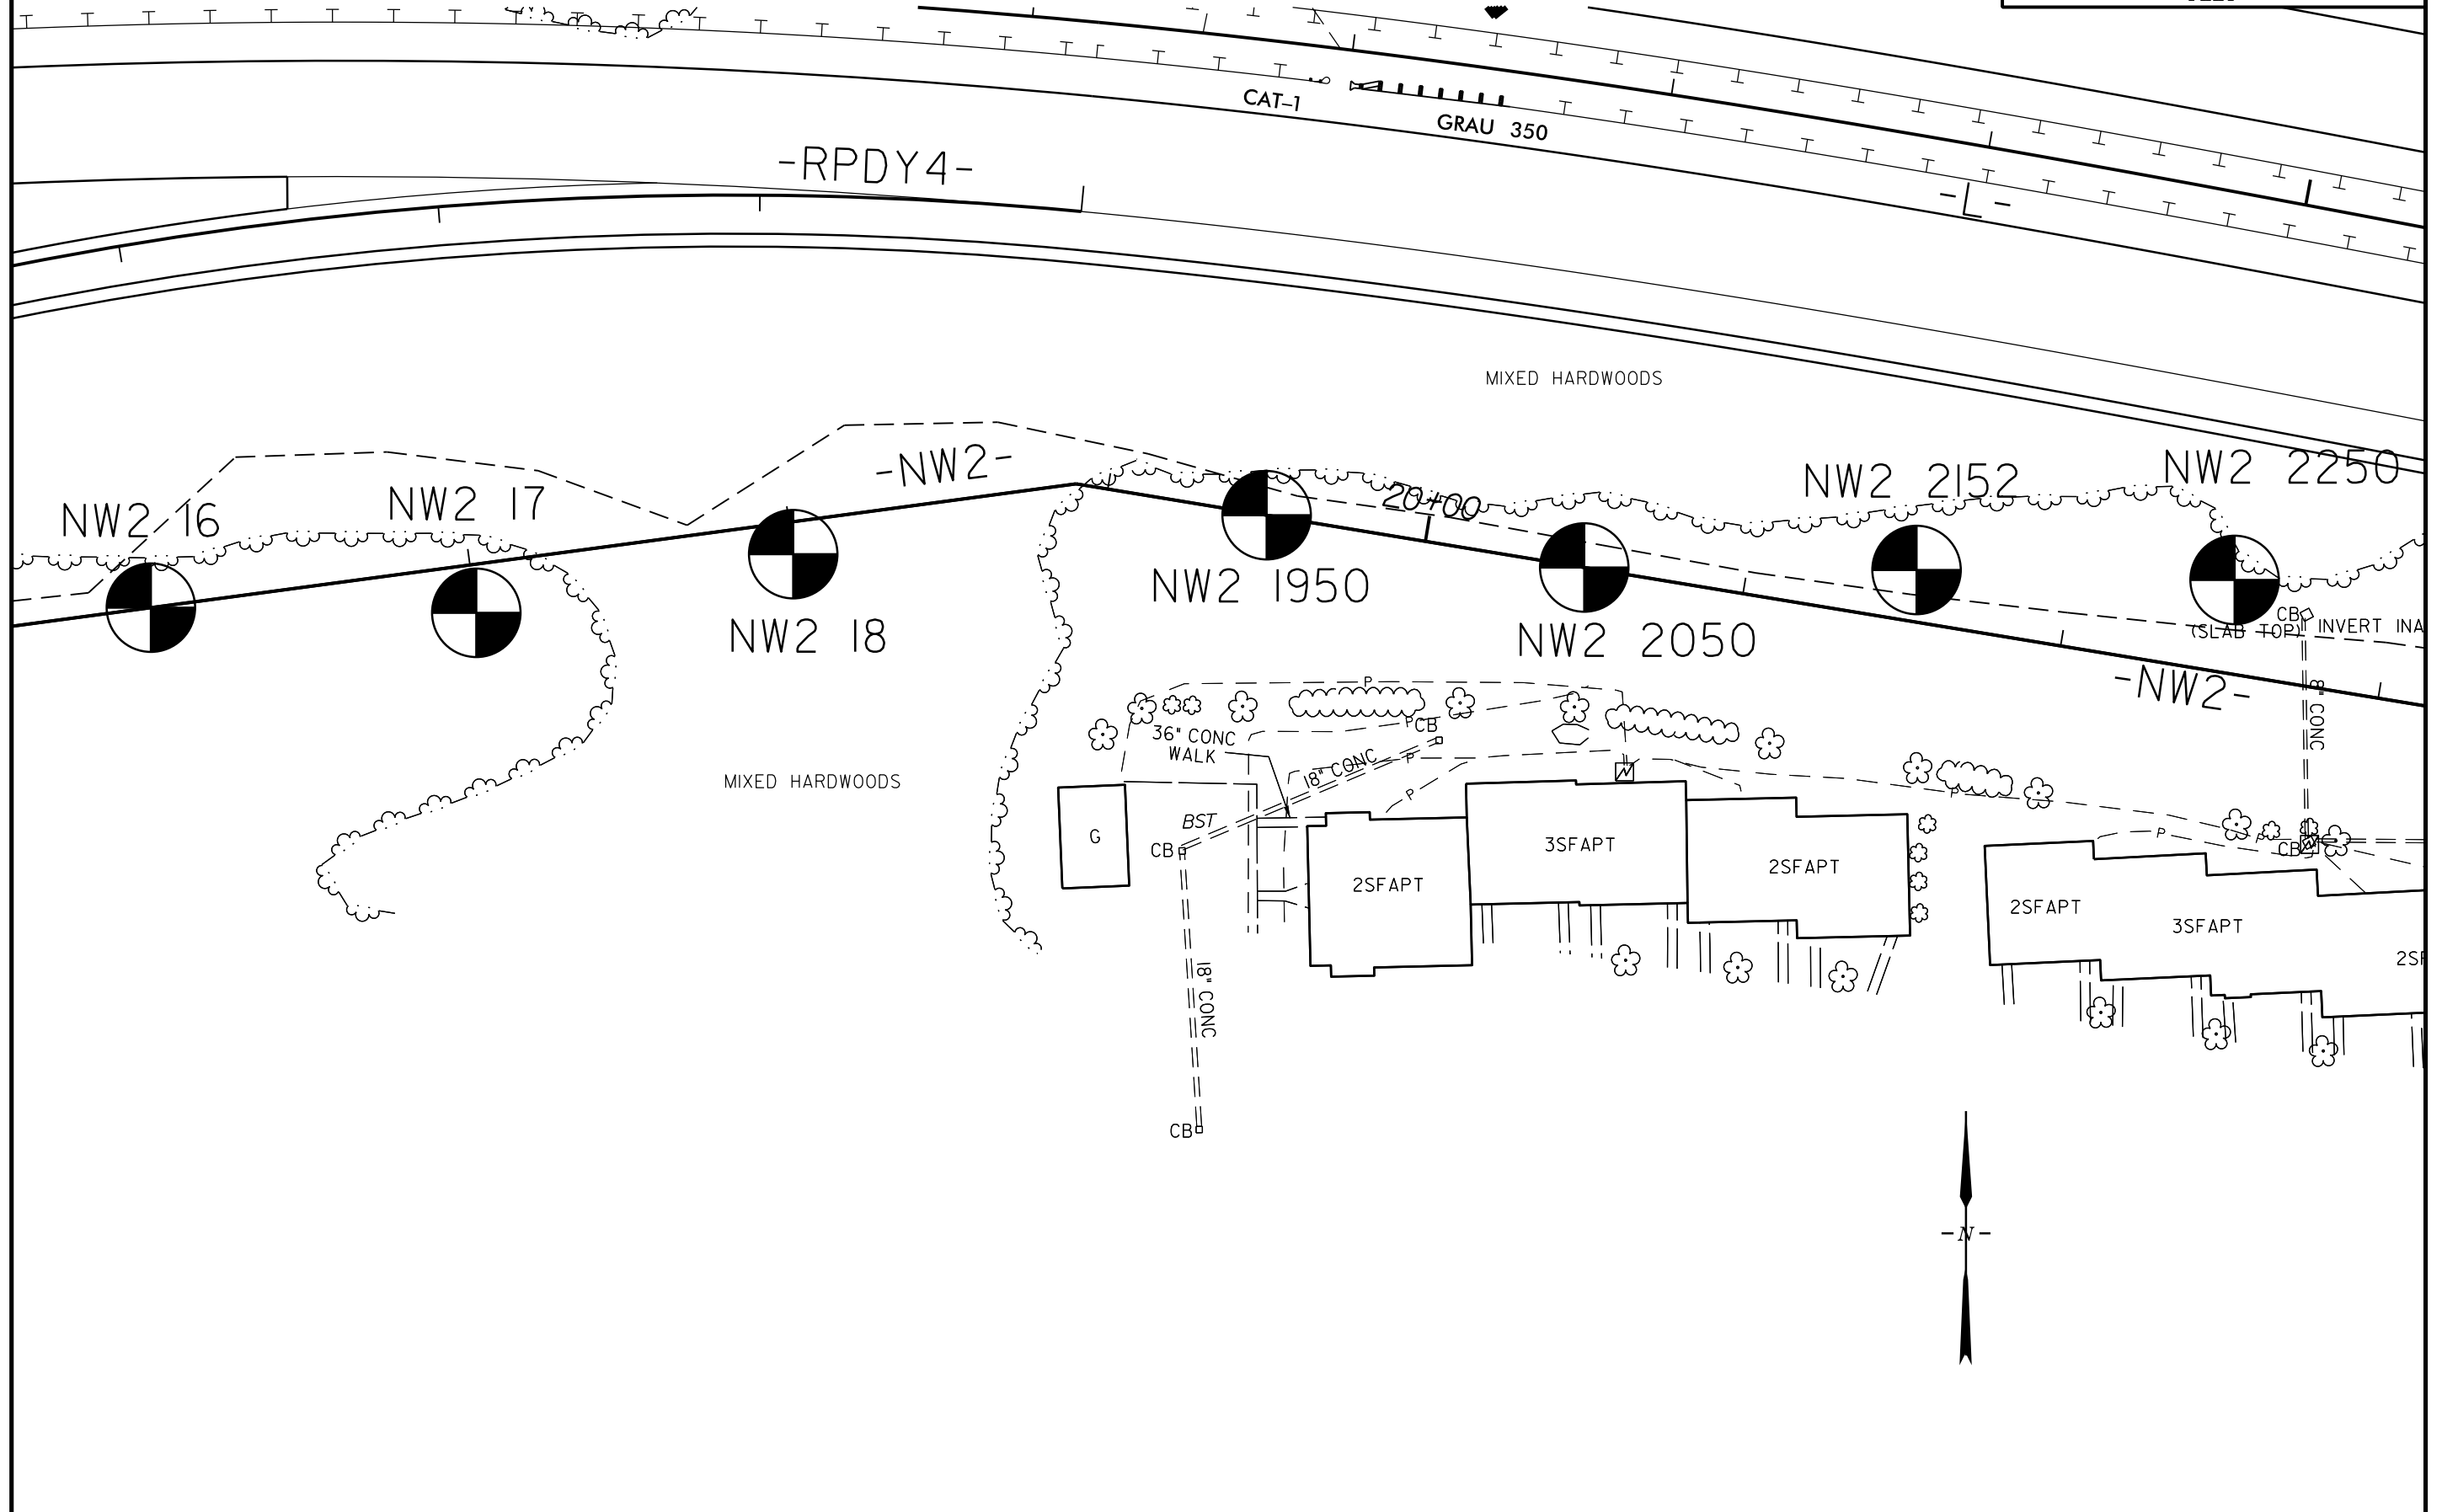 CAT-1
GRAU 350
-RPDY4-
-L-
MIXED HARDWOODS
-NW2-
NW2 16
NW2 17
NW2 18
NW2 1950
20+00
NW2 2050
NW2 2152
NW2 2250
CB
(SLAB TOP) INVERT INA
-NW2-
8" CONC
P
P
CB
36" CONC
WALK
18" CONC
P
P
P
MIXED HARDWOODS
G
BST
CB
3SFAPT
2SFAPT
2SFAPT
P
P
CB
2SFAPT
3SFAPT
2SF
18" CONC
CB
-N-